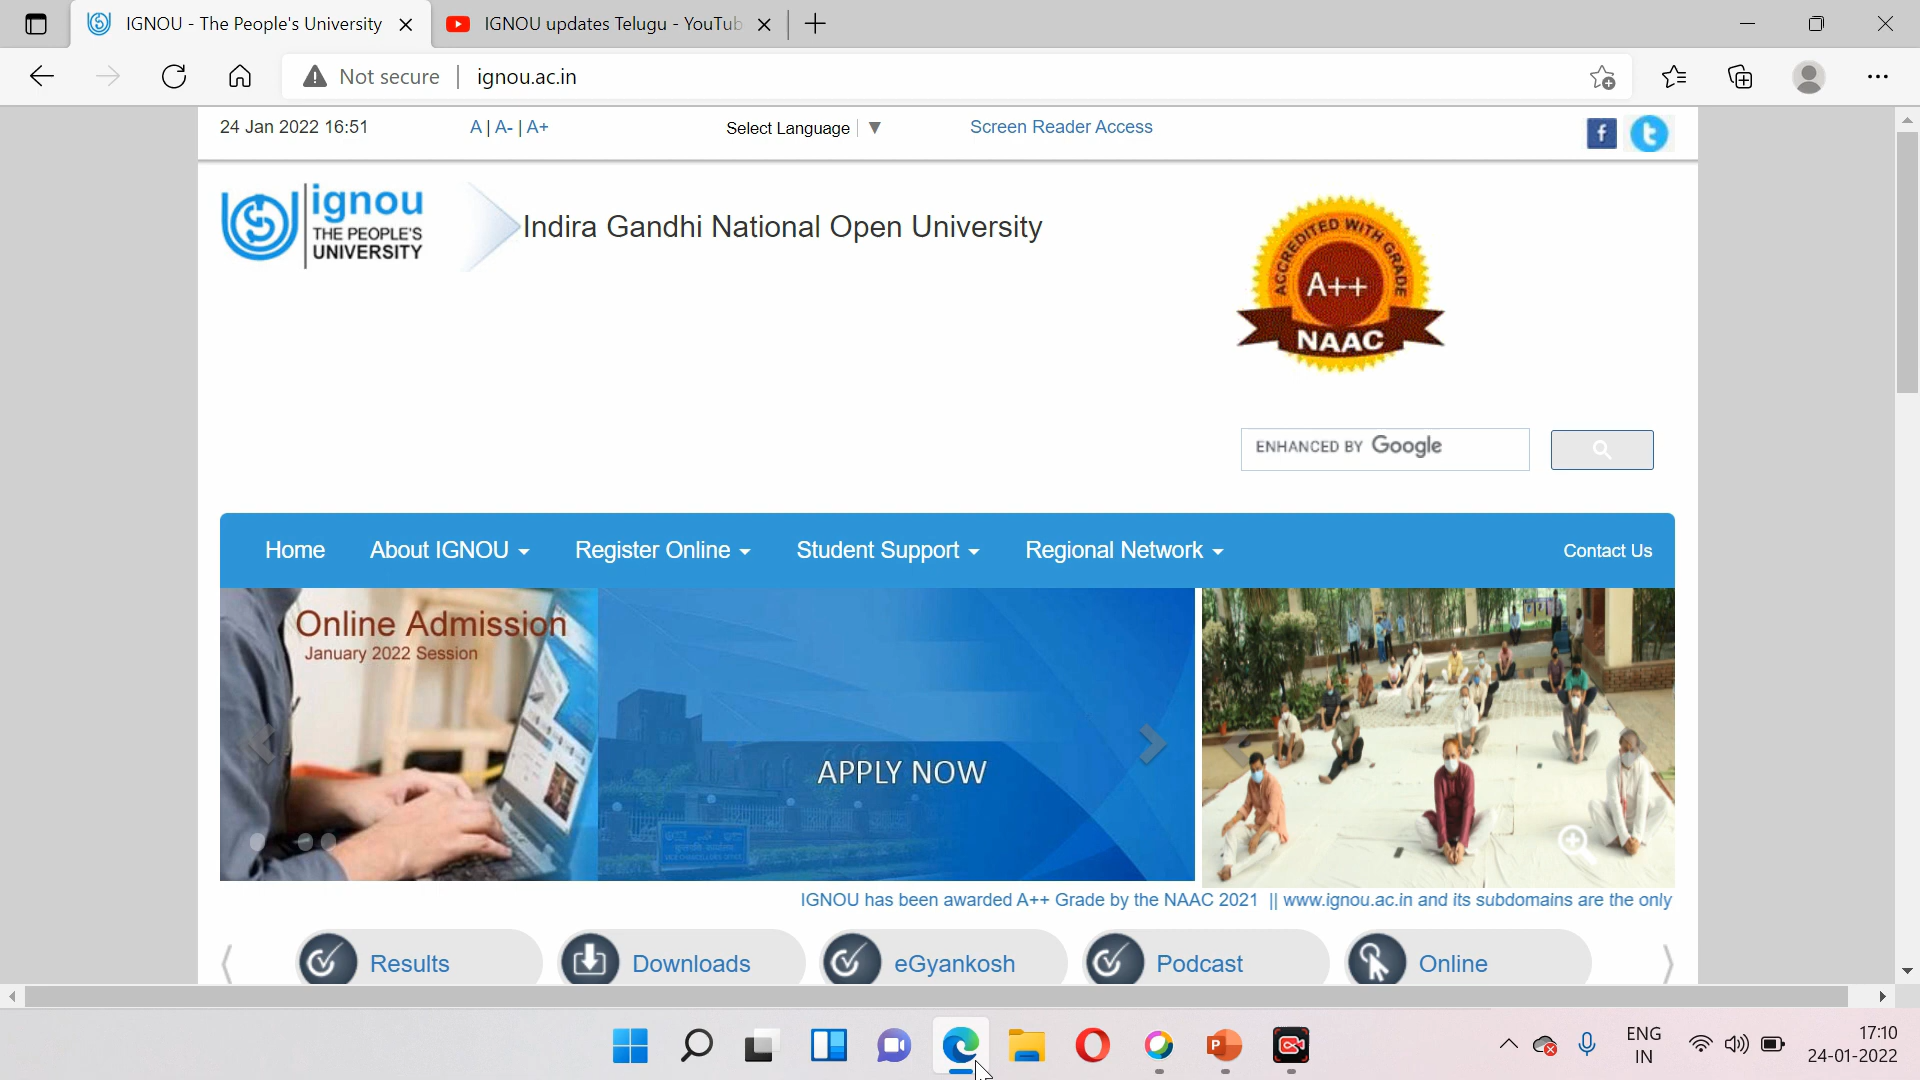 IGNOU - The People's University
IGNOU updates Telugu - YouTub
Not secure
ignou.ac.in
24 Jan 2022 16:51
A | A- | A+
Select Language ▼
Screen Reader Access
f
t
ignou
THE PEOPLE'S
UNIVERSITY
Indira Gandhi National Open University
ACCREDITED WITH GRADE
A++
NAAC
ENHANCED BY Google
Home
About IGNOU
Register Online
Student Support
Regional Network
Contact Us
Online Admission
January 2022 Session
APPLY NOW
IGNOU has been awarded A++ Grade by the NAAC 2021 || www.ignou.ac.in and its subdomains are the only
Results
Downloads
eGyankosh
Podcast
Online
P
ENG
IN
17:10
24-01-2022